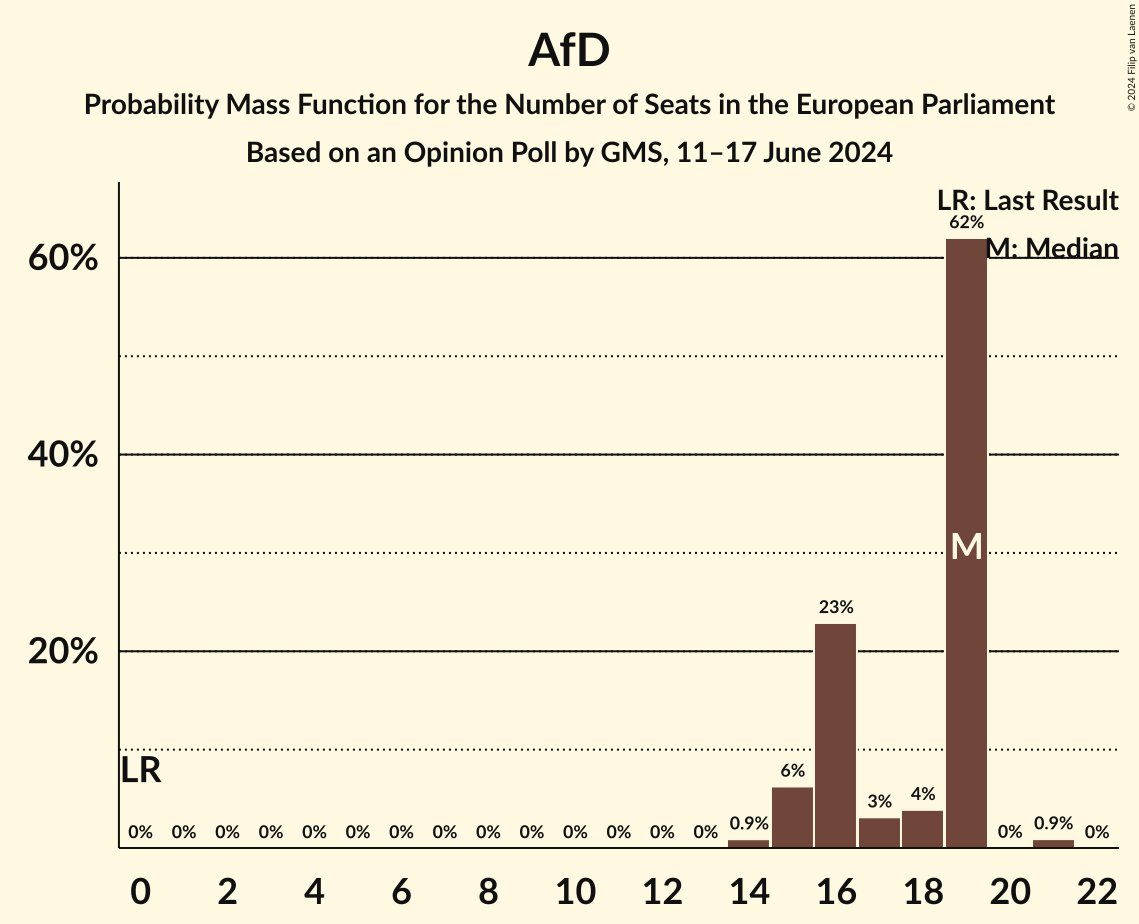 AfD
Probability Mass Function for the Number of Seats in the European Parliament
Based on an Opinion Poll by GMS, 11–17 June 2024
© 2024 Filip van Laenen
LR: Last Result
M: Median
62%
60%
40%
20%
M
23%
LR
6%
3%
4%
0% 0% 0% 0% 0% 0% 0% 0% 0% 0% 0% 0% 0% 0% 0.9% 0% 0.9% 0%
0 2 4 6 8 10 12 14 16 18 20 22